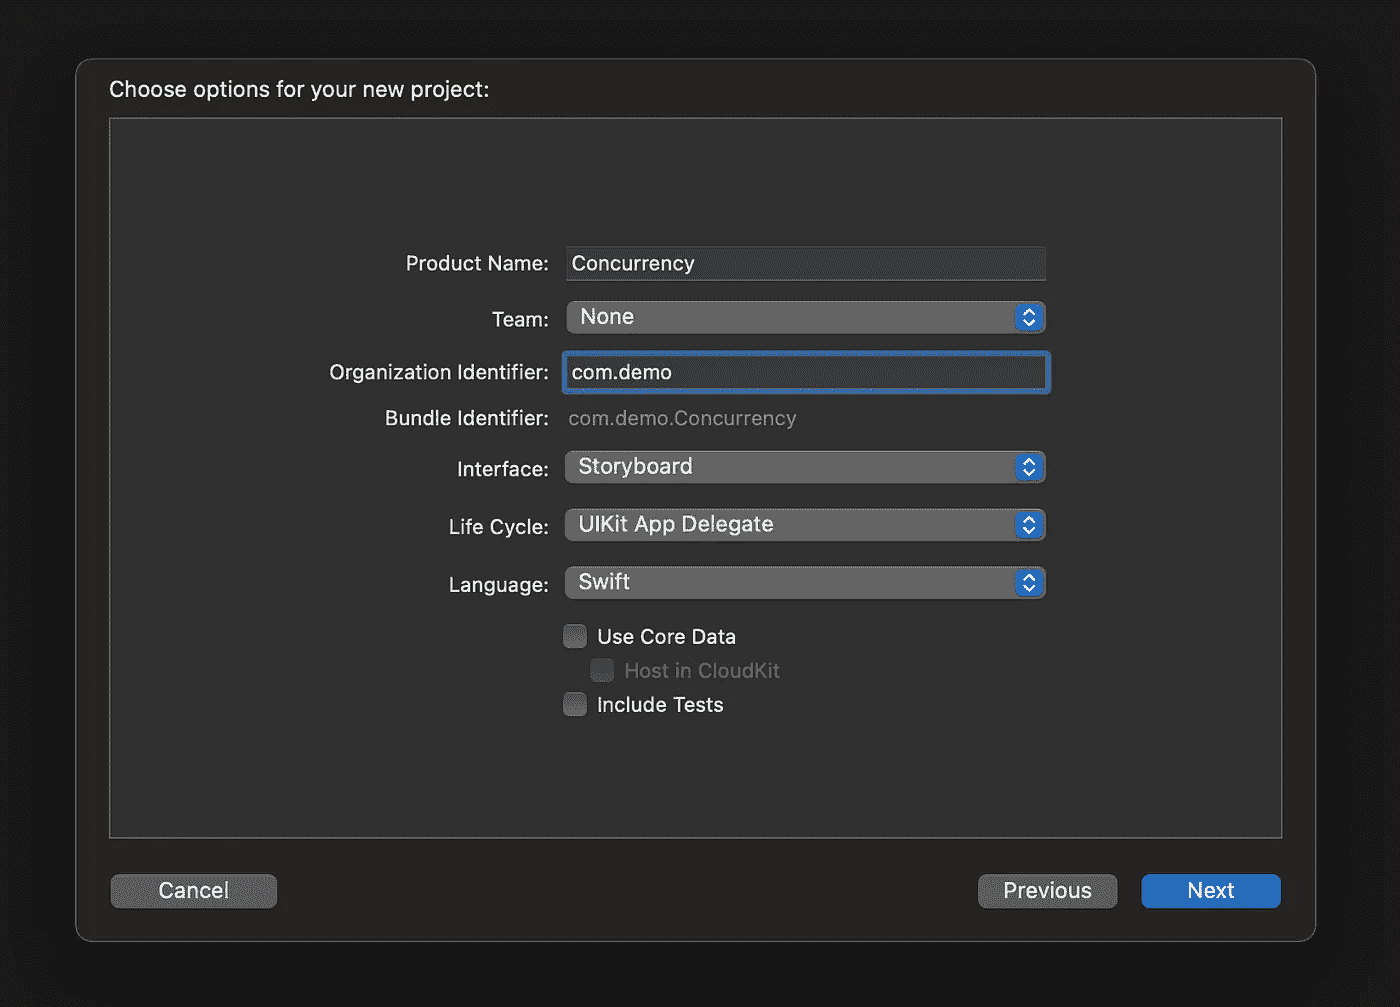 Choose options for your new project:
Product Name: Concurrency
Team: None
Organization Identifier: com.demo
Bundle Identifier: com.demo.Concurrency
Interface: Storyboard
Life Cycle: UIKit App Delegate
Language: Swift
Use Core Data
Host in CloudKit
Include Tests
Cancel Previous Next